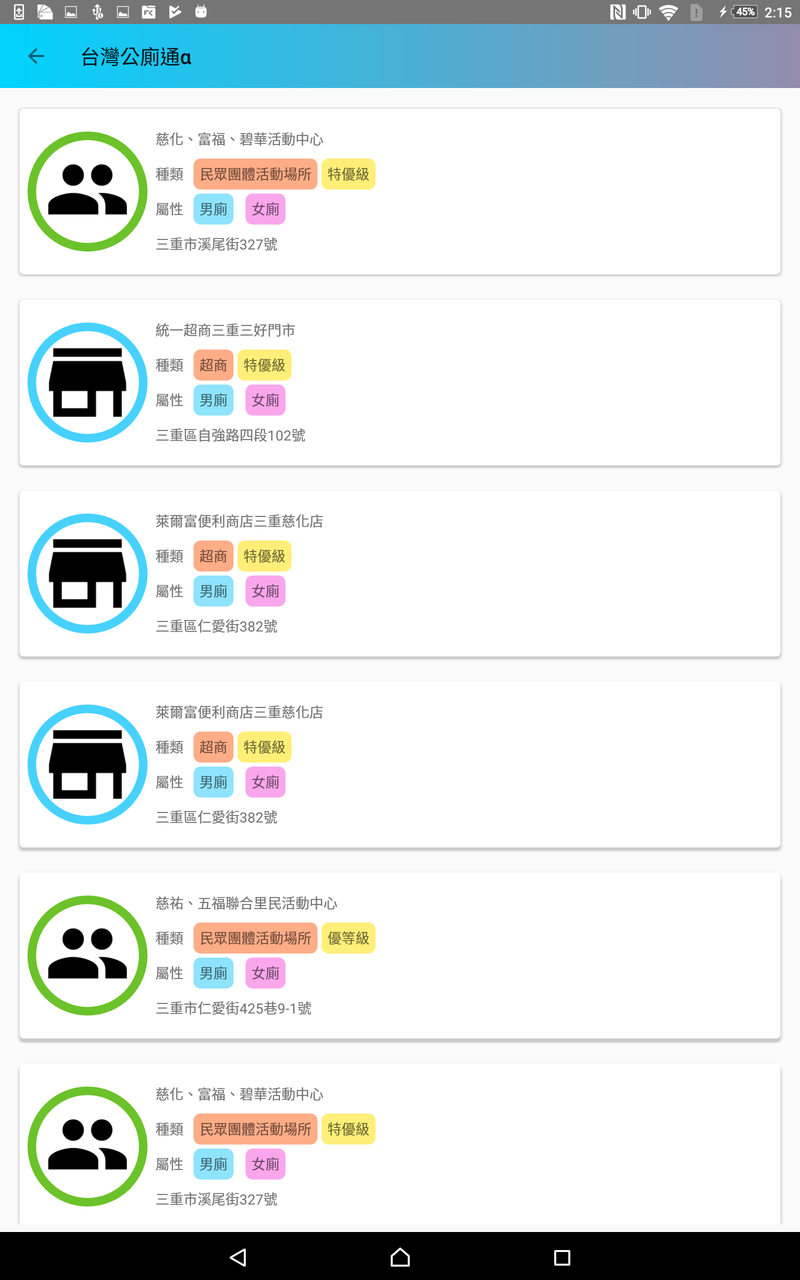 45% 2:15
台灣公廁通α
慈化、富福、碧華活動中心
種類 民眾團體活動場所 特優級
屬性 男廁 女廁
三重市溪尾街327號
統一超商三重三好門市
種類 超商 特優級
屬性 男廁 女廁
三重區自強路四段102號
萊爾富便利商店三重慈化店
種類 超商 特優級
屬性 男廁 女廁
三重區仁愛街382號
萊爾富便利商店三重慈化店
種類 超商 特優級
屬性 男廁 女廁
三重區仁愛街382號
慈祐、五福聯合里民活動中心
種類 民眾團體活動場所 優等級
屬性 男廁 女廁
三重市仁愛街425巷9-1號
慈化、富福、碧華活動中心
種類 民眾團體活動場所 特優級
屬性 男廁 女廁
三重市溪尾街327號